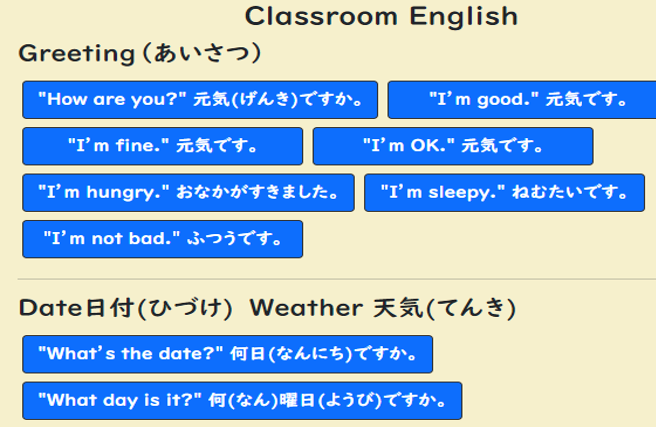 Classroom English
Greeting（あいさつ）
"How are you?" 元気(げんき)ですか。 "I'm good." 元気です。
"I'm fine." 元気です。 "I'm OK." 元気です。
"I'm hungry." おなかがすきました。 "I'm sleepy." ねむたいです。
"I'm not bad." ふつうです。
Date日付(ひづけ) Weather 天気(てんき)
"What's the date?" 何日(なんにち)ですか。
"What day is it?" 何(なん)曜日(ようび)ですか。